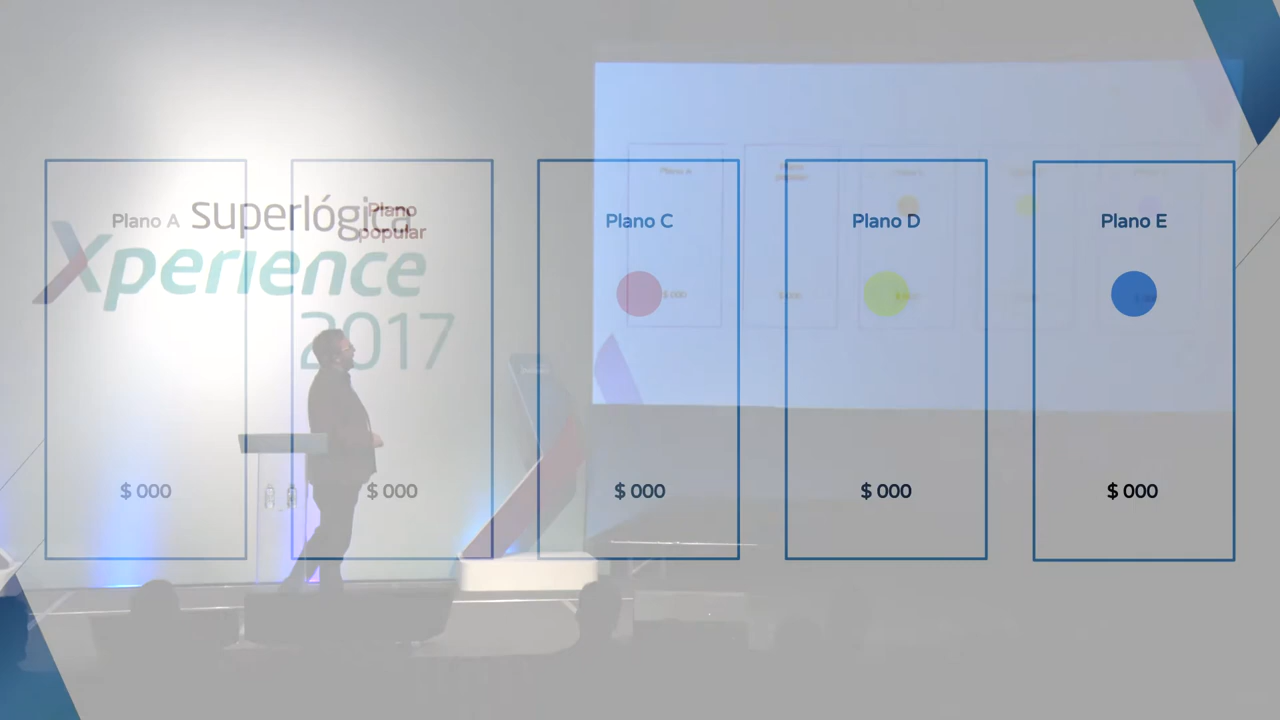 superlógica
Xperience
2017
Plano A
Plano
popular
Plano C
Plano D
Plano E
$ 000
$ 000
$ 000
$ 000
$ 000